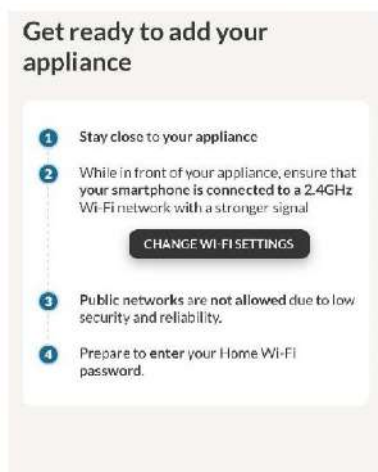 Get ready to add your
appliance
1 Stay close to your appliance
2 While in front of your appliance, ensure that
your smartphone is connected to a 2.4GHz
Wi-Fi network with a stronger signal
CHANGE WI-FI SETTINGS
3 Public networks are not allowed due to low
security and reliability.
4 Prepare to enter your Home Wi-Fi
password.